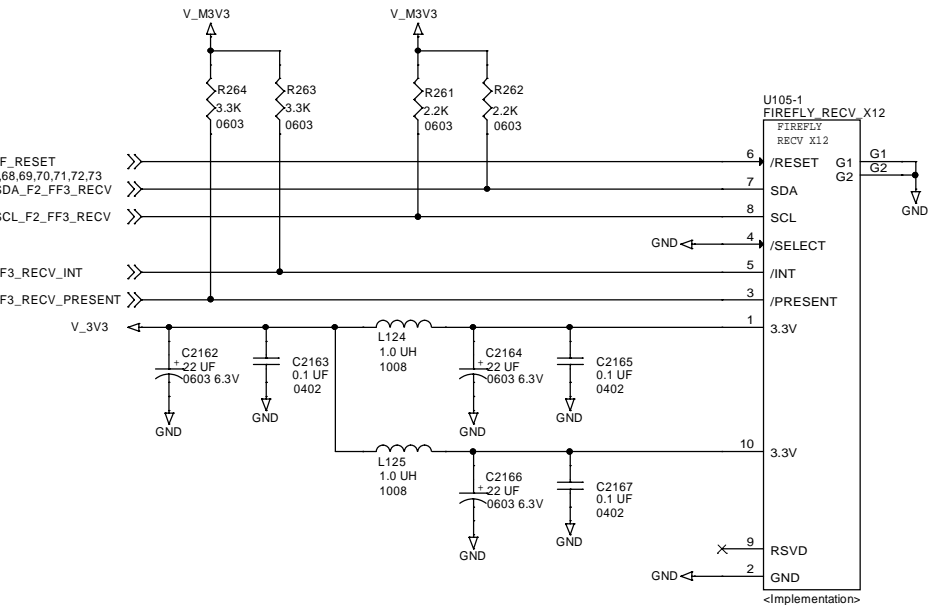 V_M3V3
V_M3V3
R264
3.3K
0603
R263
3.3K
0603
R261
2.2K
0603
R262
2.2K
0603
U105-1
FIREFLY_RECV_X12
FIREFLY
RECV X12
F_RESET
,68,69,70,71,72,73
SDA_F2_FF3_RECV
SCL_F2_FF3_RECV
GND
F3_RECV_INT
F3_RECV_PRESENT
V_3V3
6 /RESET
7 SDA
8 SCL
4 /SELECT
5 /INT
3 /PRESENT
1 3.3V
10 3.3V
9 RSVD
2 GND
G1 G1
G2 G2
GND
C2162
+
22 UF
0603 6.3V
GND
C2163
0.1 UF
0402
GND
L124
1.0 UH
1008
C2164
+
22 UF
0603 6.3V
GND
C2165
0.1 UF
0402
GND
L125
1.0 UH
1008
C2166
+
22 UF
0603 6.3V
GND
C2167
0.1 UF
0402
GND
GND
<Implementation>